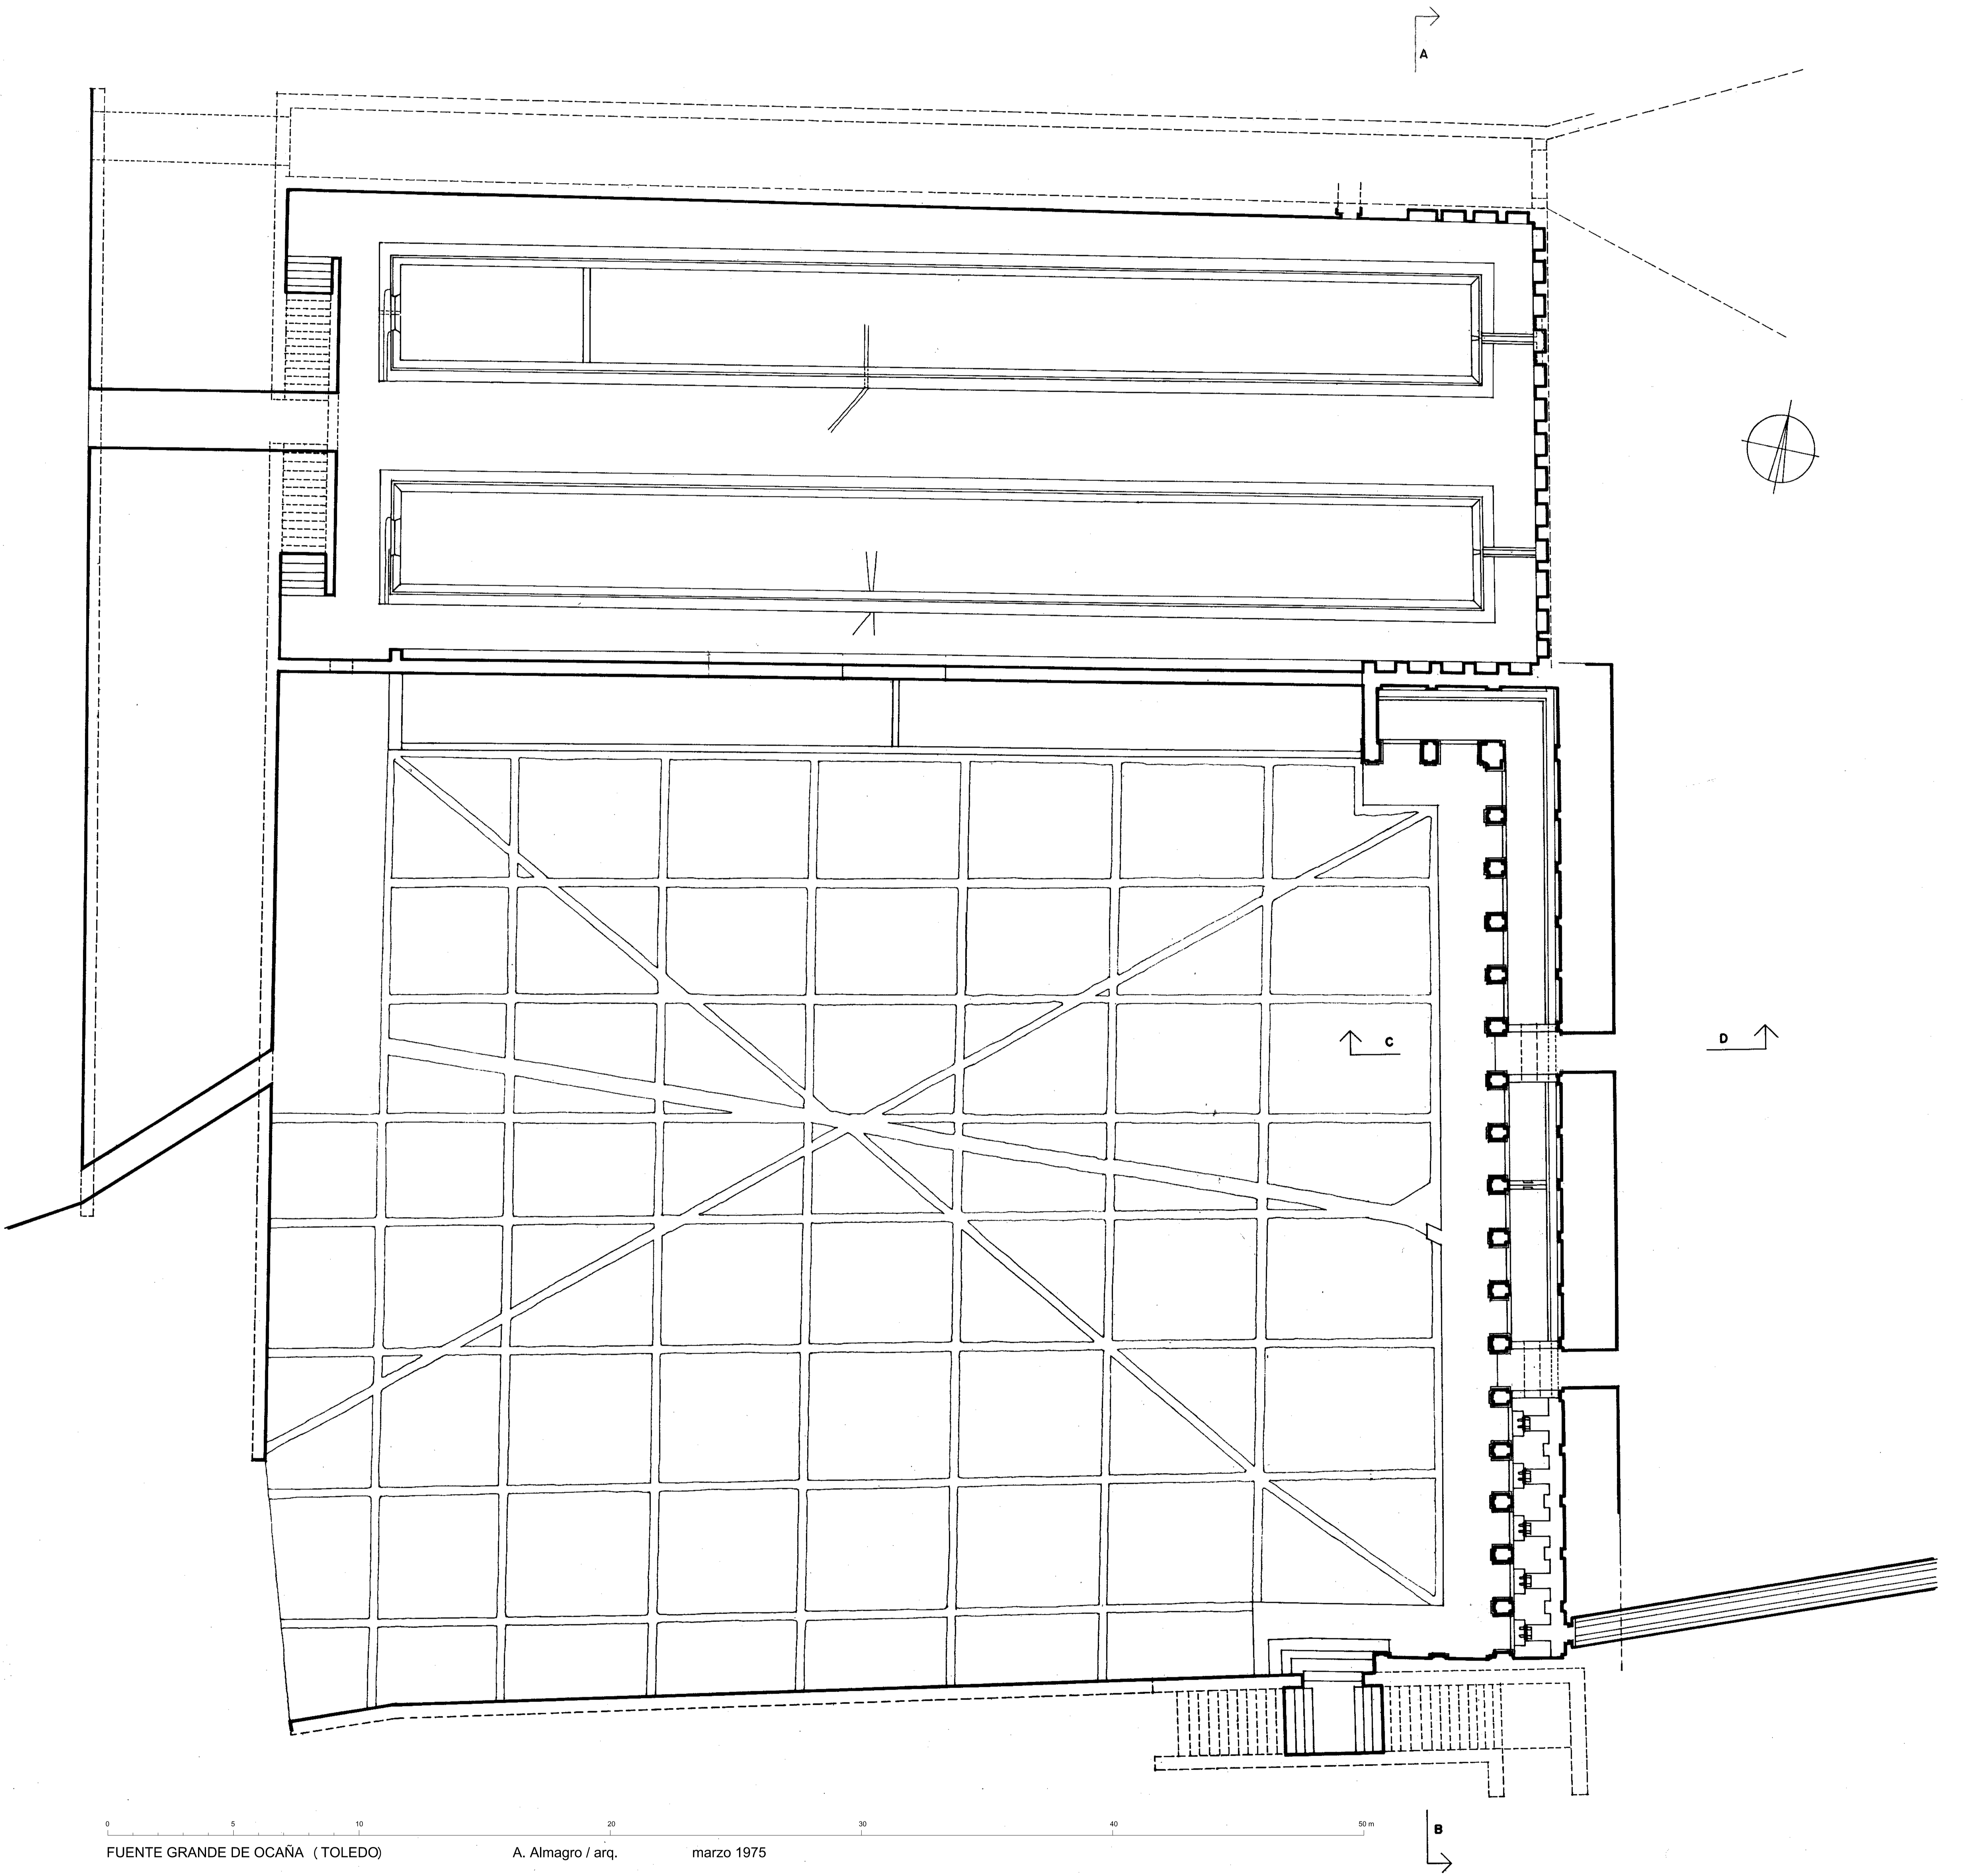 A
C
D
B
0 5 10 20 30 40 50 m
FUENTE GRANDE DE OCAÑA ( TOLEDO) A. Almagro / arq. marzo 1975